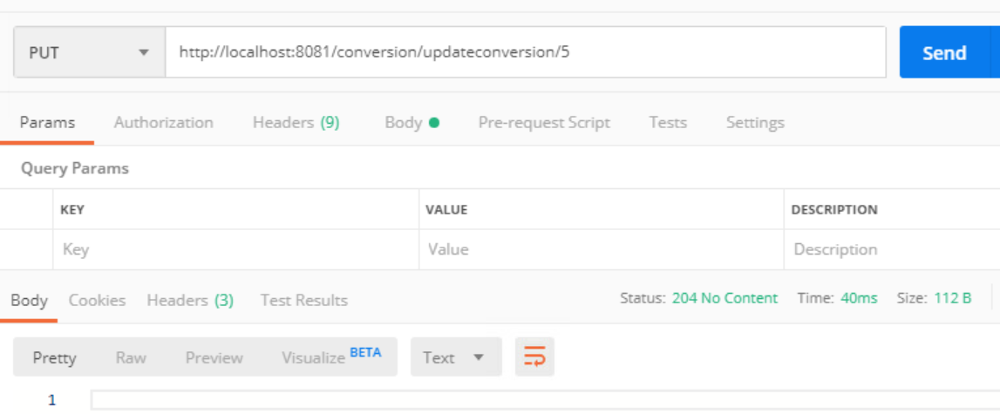 PUT http://localhost:8081/conversion/updateconversion/5 Send
Params Authorization Headers (9) Body Pre-request Script Tests Settings
Query Params
KEY VALUE DESCRIPTION
Key Value Description
Body Cookies Headers (3) Test Results Status: 204 No Content Time: 40ms Size: 112 B
Pretty Raw Preview Visualize BETA Text
1